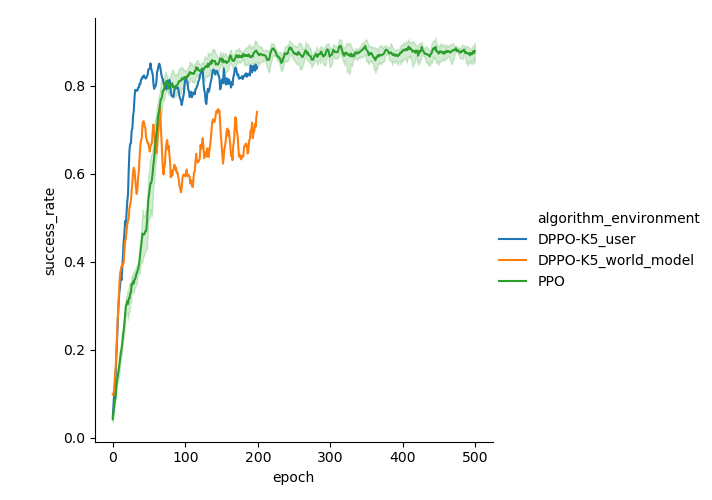 success_rate
0.8
0.6
0.4
0.2
0.0
0
100
200
300
400
500
epoch
algorithm_environment
DPPO-K5_user
DPPO-K5_world_model
PPO